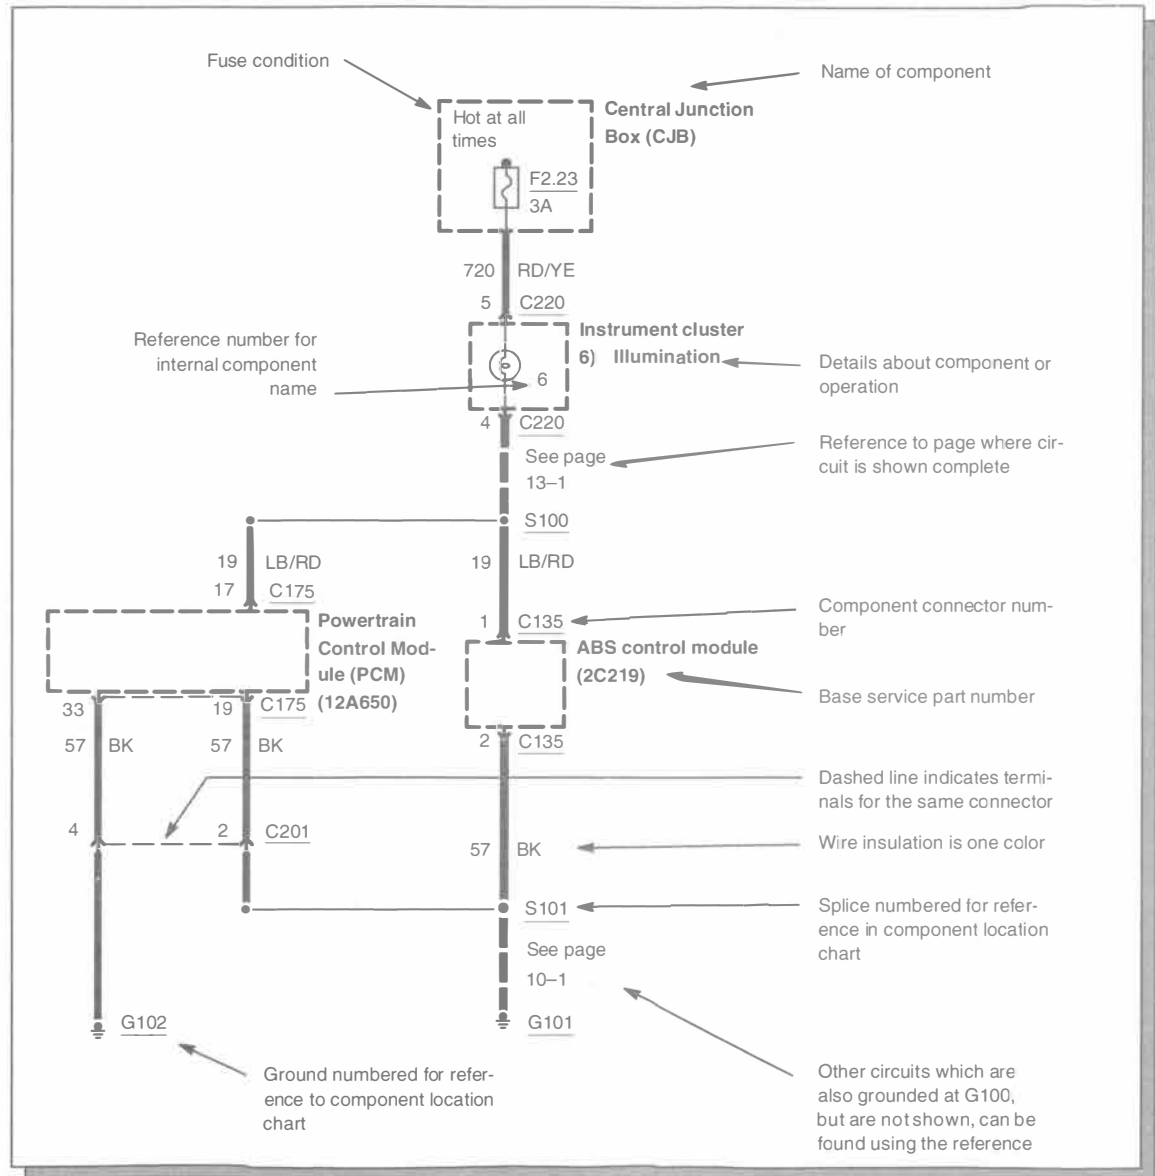 Fuse condition
Name of component
Hot at all
times
Central Junction
Box (CJB)
F2.23
3A
720 RD/YE
5 C220
Reference number for
internal component
name
Instrument cluster
6) Illumination
6
Details about component or
operation
4 C220
See page
13–1
Reference to page where cir-
cuit is shown complete
S100
19 LB/RD
19 LB/RD
17 C175
1 C135
Component connector num-
ber
Powertrain
Control Mod-
ule (PCM)
(12A650)
ABS control module
(2C219)
Base service part number
33
19 C175
2 C135
57 BK
57 BK
Dashed line indicates termi-
nals for the same connector
4
2 C201
57 BK
Wire insulation is one color
S101
Splice numbered for refer-
ence in component location
chart
See page
10–1
G102
G101
Ground numbered for refer-
ence to component location
chart
Other circuits which are
also grounded at G100,
but are not shown, can be
found using the reference